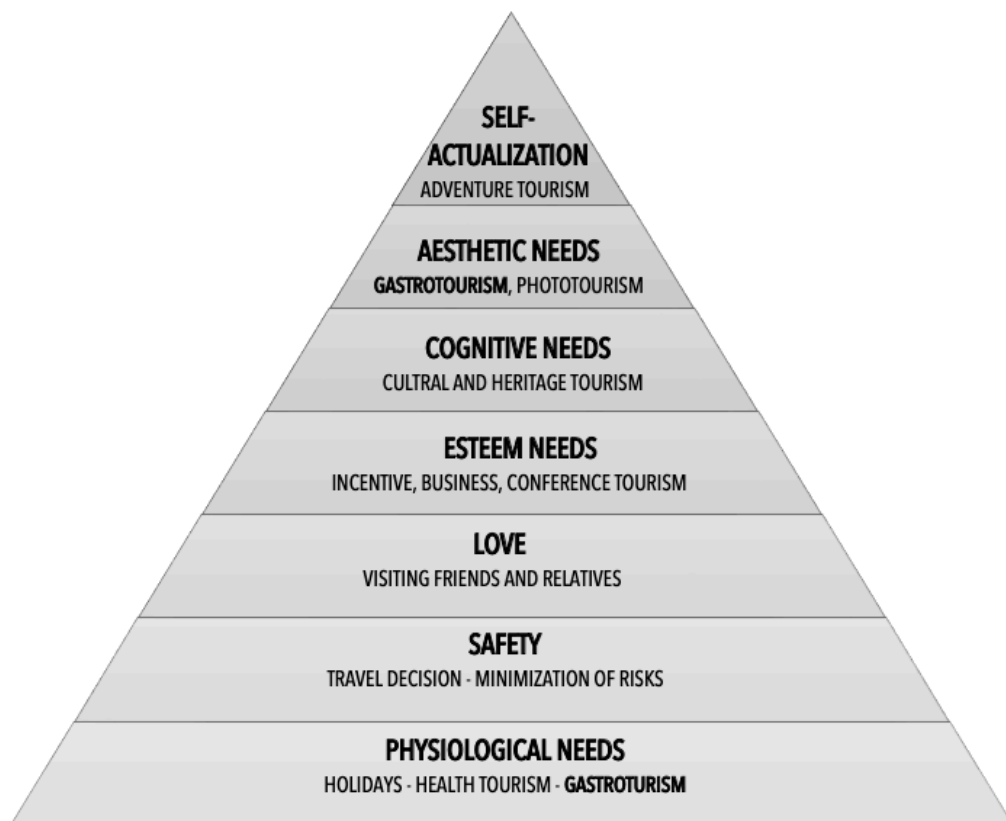 SELF-
ACTUALIZATION
ADVENTURE TOURISM
AESTHETIC NEEDS
GASTROTOURISM, PHOTOTOURISM
COGNITIVE NEEDS
CULTRAL AND HERITAGE TOURISM
ESTEEM NEEDS
INCENTIVE, BUSINESS, CONFERENCE TOURISM
LOVE
VISITING FRIENDS AND RELATIVES
SAFETY
TRAVEL DECISION - MINIMIZATION OF RISKS
PHYSIOLOGICAL NEEDS
HOLIDAYS - HEALTH TOURISM - GASTROTURISM